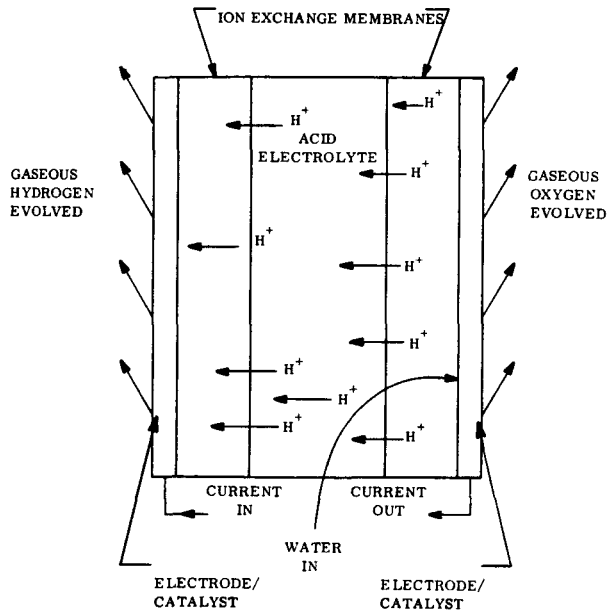 ION EXCHANGE MEMBRANES
H+
H+
ACID
ELECTROLYTE
H+
GASEOUS
HYDROGEN
EVOLVED
GASEOUS
OXYGEN
EVOLVED
H+
H+
H+
H+
H+
H+
H+
CURRENT
IN
CURRENT
OUT
WATER
IN
ELECTRODE/
CATALYST
ELECTRODE/
CATALYST